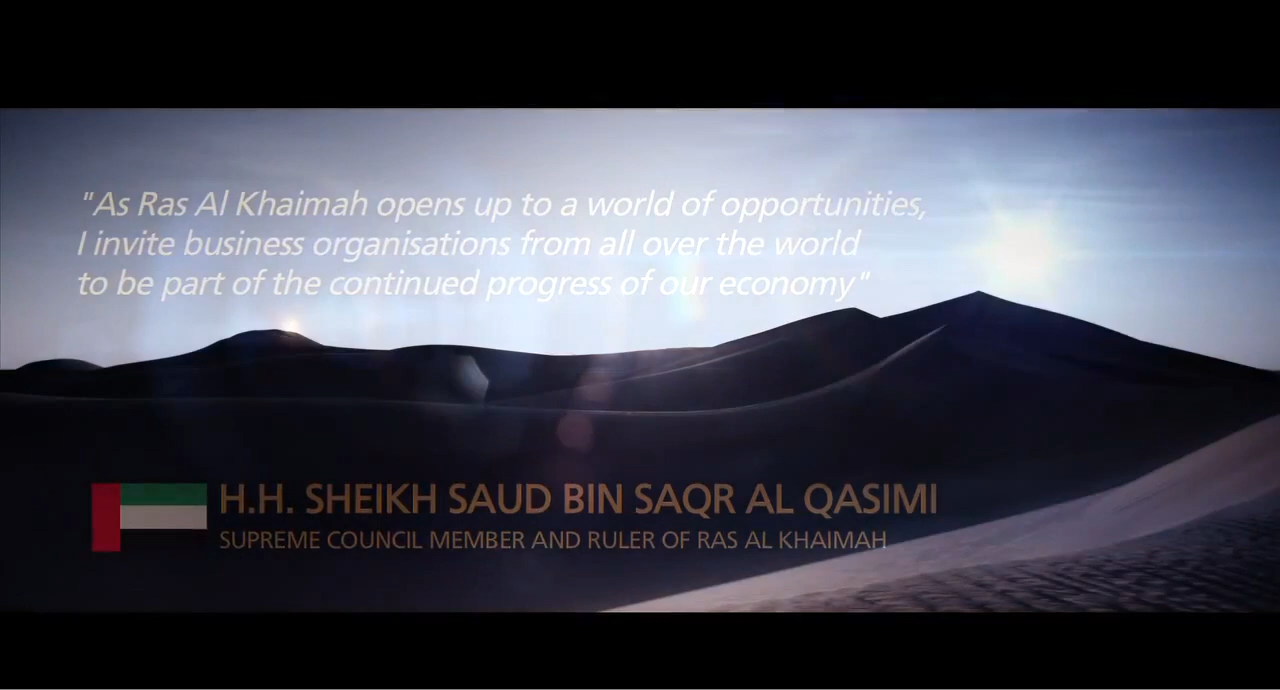 "As Ras Al Khaimah opens up to a world of opportunities,
I invite business organisations from all over the world
to be part of the continued progress of our economy"
H.H. SHEIKH SAUD BIN SAQR AL QASIMI
SUPREME COUNCIL MEMBER AND RULER OF RAS AL KHAIMAH